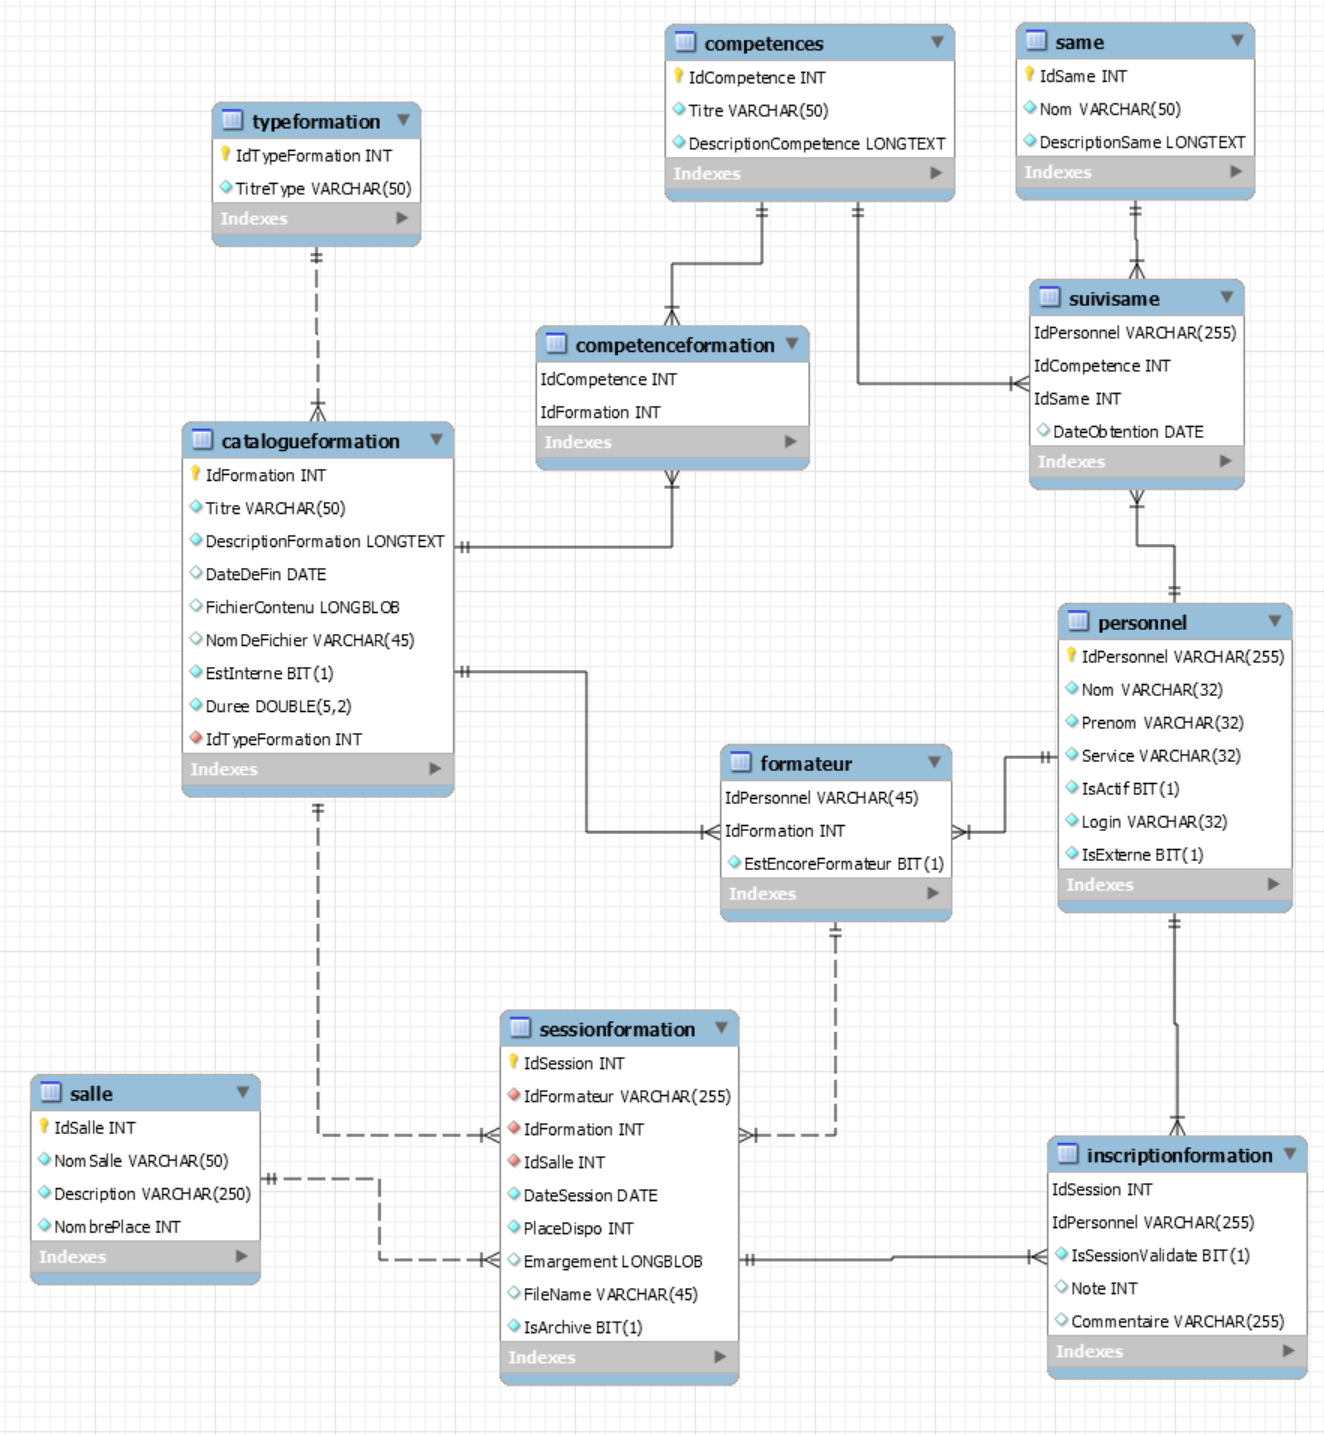 competences
IdCompetence INT
Titre VARCHAR(50)
DescriptionCompetence LONGTEXT
Indexes
same
IdSame INT
Nom VARCHAR(50)
DescriptionSame LONGTEXT
Indexes
typeformation
IdTypeFormation INT
TitreType VARCHAR(50)
Indexes
suivisame
IdPersonnel VARCHAR(255)
IdCompetence INT
IdSame INT
DateObtention DATE
Indexes
competenceformation
IdCompetence INT
IdFormation INT
Indexes
catalogueformation
IdFormation INT
Titre VARCHAR(50)
DescriptionFormation LONGTEXT
DateDeFin DATE
FichierContenu LONGBLOB
NomDeFichier VARCHAR(45)
EstInterne BIT(1)
Duree DOUBLE(5,2)
IdTypeFormation INT
Indexes
personnel
IdPersonnel VARCHAR(255)
Nom VARCHAR(32)
Prenom VARCHAR(32)
Service VARCHAR(32)
IsActif BIT(1)
Login VARCHAR(32)
IsExterne BIT(1)
Indexes
formateur
IdPersonnel VARCHAR(45)
IdFormation INT
EstEncoreFormateur BIT(1)
Indexes
sessionformation
IdSession INT
IdFormateur VARCHAR(255)
IdFormation INT
IdSalle INT
DateSession DATE
PlaceDispo INT
Emargement LONGBLOB
FileName VARCHAR(45)
IsArchive BIT(1)
Indexes
salle
IdSalle INT
NomSalle VARCHAR(50)
Description VARCHAR(250)
NombrePlace INT
Indexes
inscriptionformation
IdSession INT
IdPersonnel VARCHAR(255)
IsSessionValidate BIT(1)
Note INT
Commentaire VARCHAR(255)
Indexes